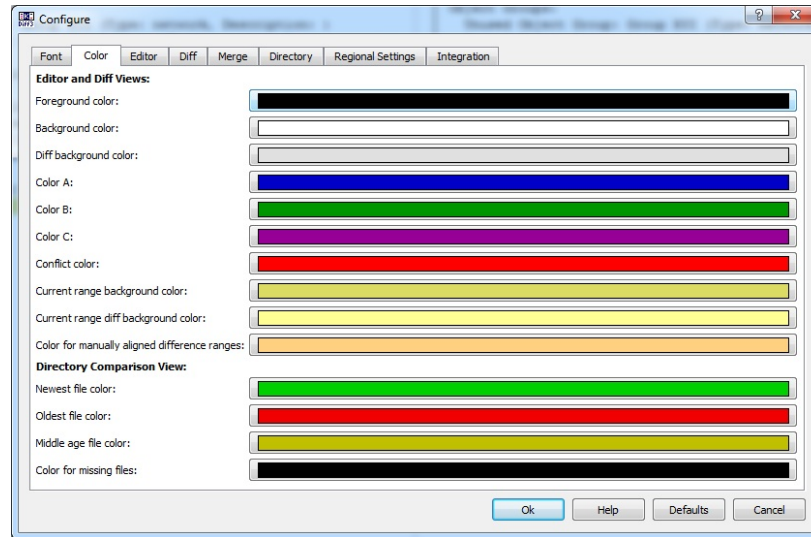 Configure
Font Color Editor Diff Merge Directory Regional Settings Integration
Editor and Diff Views:
Foreground color:
Background color:
Diff background color:
Color A:
Color B:
Color C:
Conflict color:
Current range background color:
Current range diff background color:
Color for manually aligned difference ranges:
Directory Comparison View:
Newest file color:
Oldest file color:
Middle age file color:
Color for missing files:
Ok Help Defaults Cancel